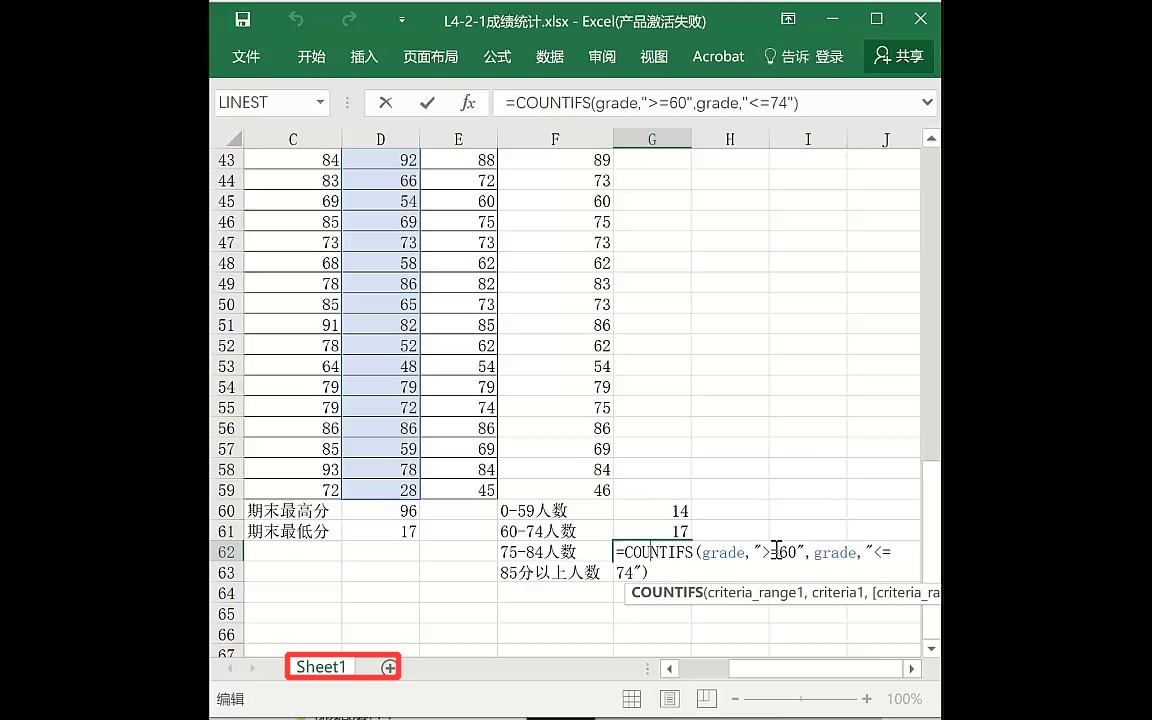 L4-2-1成绩统计.xlsx - Excel(产品激活失败)
文件 开始 插入 页面布局 公式 数据 审阅 视图 Acrobat 告诉 登录 共享
LINEST fx =COUNTIFS(grade,">=60",grade,"<=74")
C D E F G H I J
43 84 92 88 89
44 83 66 72 73
45 69 54 60 60
46 85 69 75 75
47 73 73 73 73
48 68 58 62 62
49 78 86 82 83
50 85 65 73 73
51 91 82 85 86
52 78 52 62 62
53 64 48 54 54
54 79 79 79 79
55 79 72 74 75
56 86 86 86 86
57 85 59 69 69
58 93 78 84 84
59 72 28 45 46
60 期末最高分 96 0-59人数 14
61 期末最低分 17 60-74人数 17
62 75-84人数 =COUNTIFS(grade,">=60",grade,"<=
63 85分以上人数 74")
64 COUNTIFS(criteria_range1, criteria1, [criteria_ra
65
66
67
Sheet1
编辑 100%